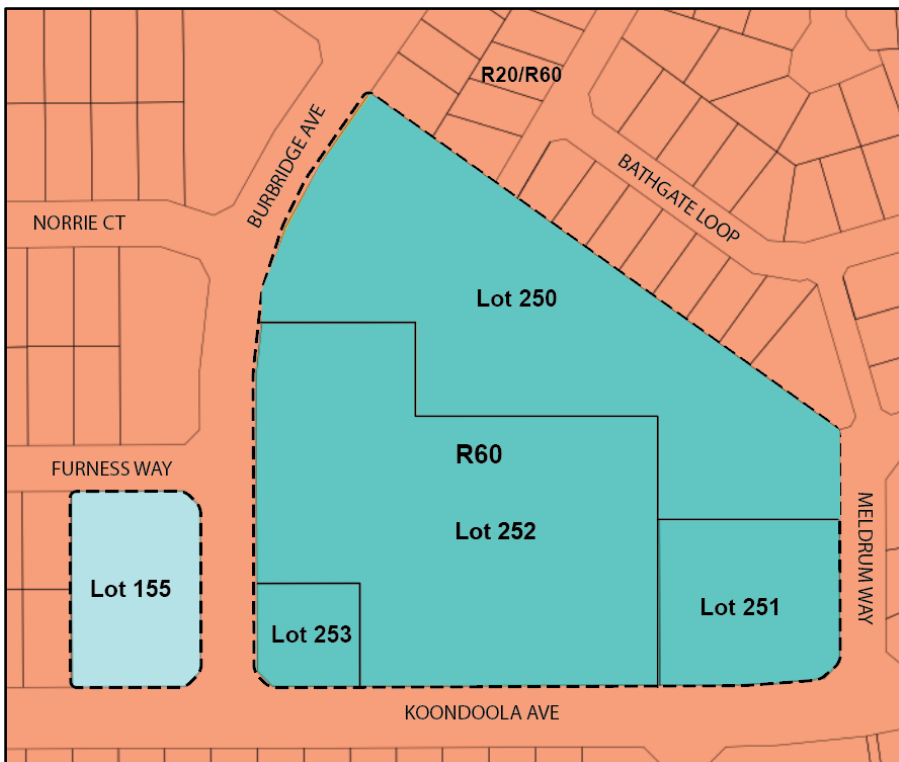 R20/R60
BURBRIDGE AVE
BATHGATE LOOP
NORRIE CT
Lot 250
R60
FURNESS WAY
Lot 252
MELDRUM WAY
Lot 155
Lot 251
Lot 253
KOONDOOLA AVE